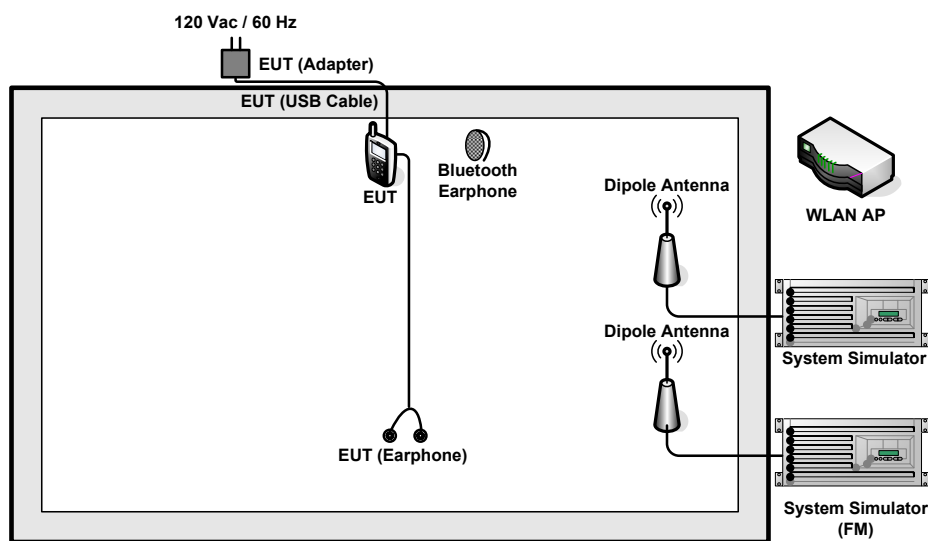 120 Vac / 60 Hz
EUT (Adapter)
EUT (USB Cable)
EUT
Bluetooth
Earphone
Dipole Antenna
WLAN AP
System Simulator
Dipole Antenna
EUT (Earphone)
System Simulator
(FM)